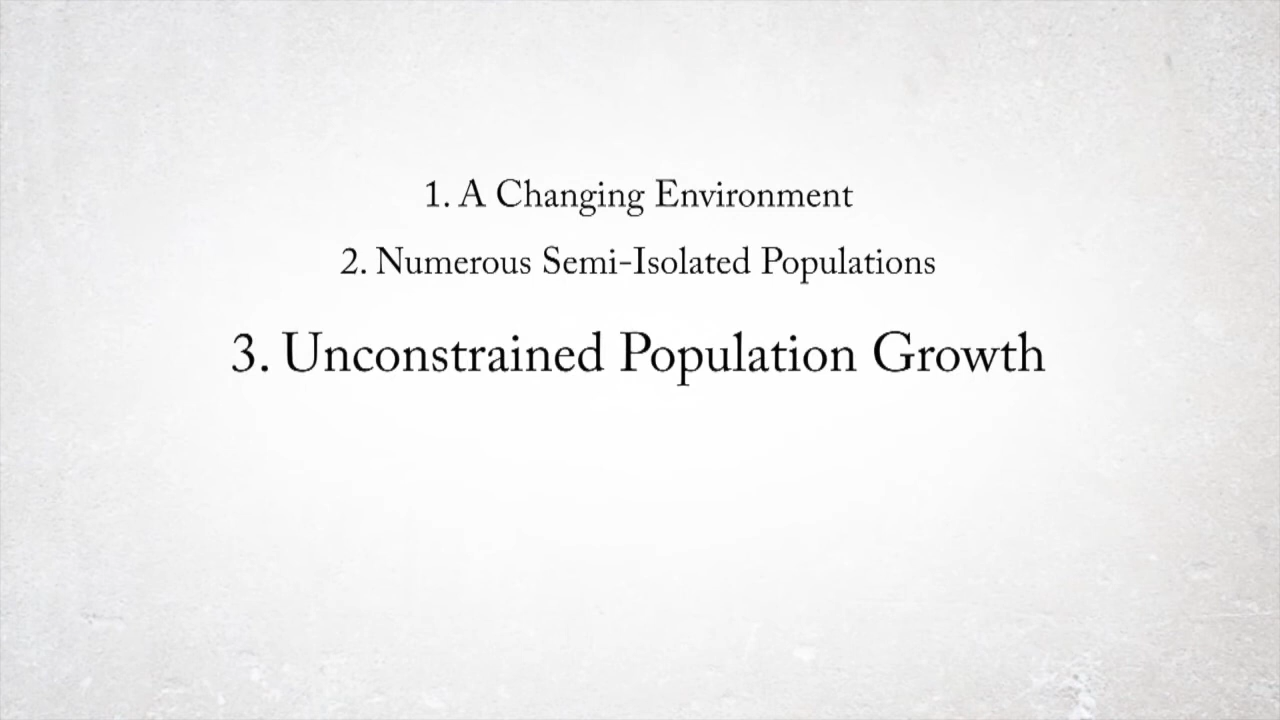 1. A Changing Environment
2. Numerous Semi-Isolated Populations
3. Unconstrained Population Growth